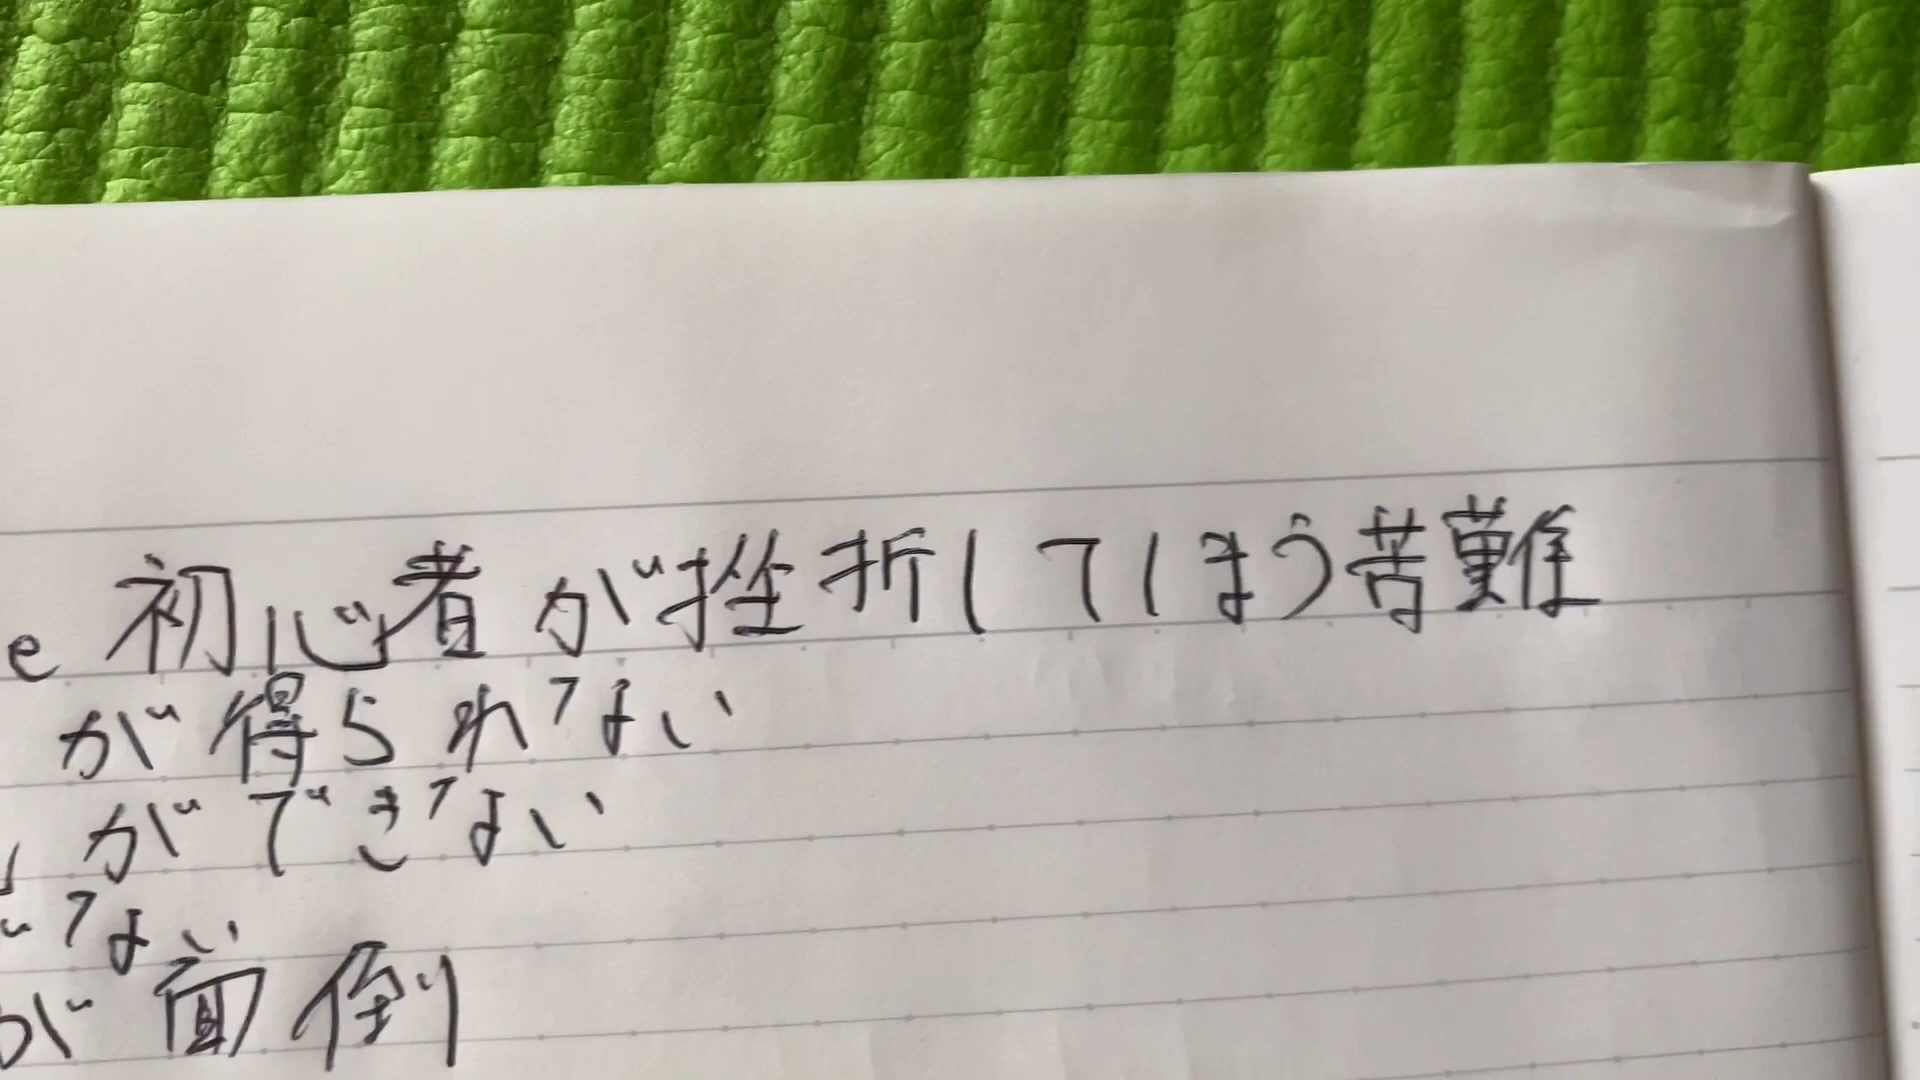 e 初心者が挫折してしまう苦難
が得られない
ができない
ない
が面倒